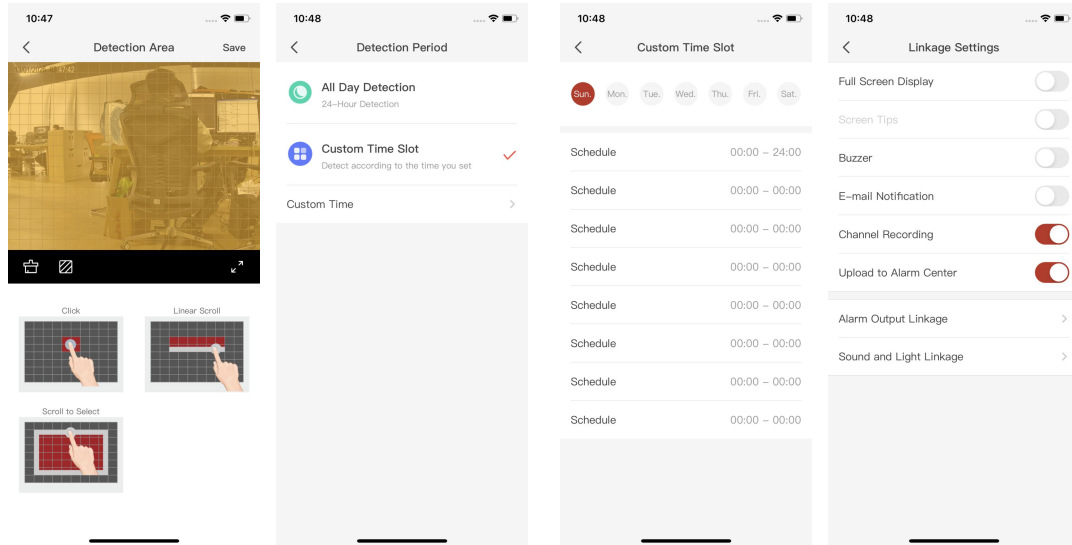 10:47
Detection Area
Save
Click
Linear Scroll
Scroll to Select
10:48
Detection Period
All Day Detection
24-Hour Detection
Custom Time Slot
Detect according to the time you set
Custom Time
10:48
Custom Time Slot
Sun. Mon. Tue. Wed. Thu. Fri. Sat.
Schedule 00:00 – 24:00
Schedule 00:00 – 00:00
Schedule 00:00 – 00:00
Schedule 00:00 – 00:00
Schedule 00:00 – 00:00
Schedule 00:00 – 00:00
Schedule 00:00 – 00:00
Schedule 00:00 – 00:00
10:48
Linkage Settings
Full Screen Display
Screen Tips
Buzzer
E-mail Notification
Channel Recording
Upload to Alarm Center
Alarm Output Linkage
Sound and Light Linkage